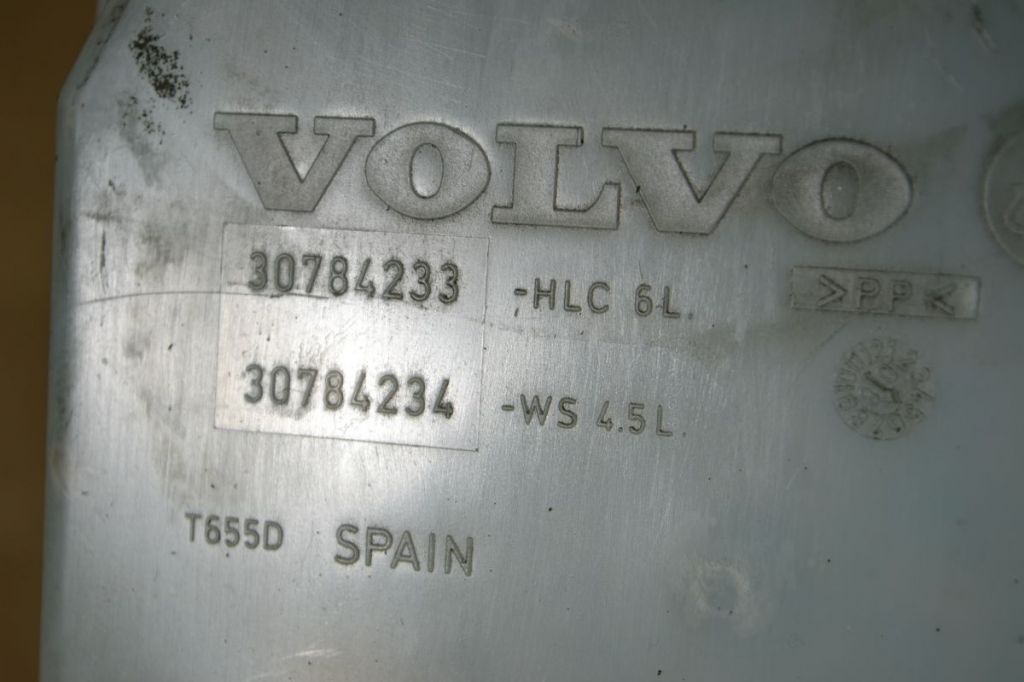 VOLVO
30784233 -HLC 6L.
>PP<
30784234 -WS 4.5L.
T655D SPAIN